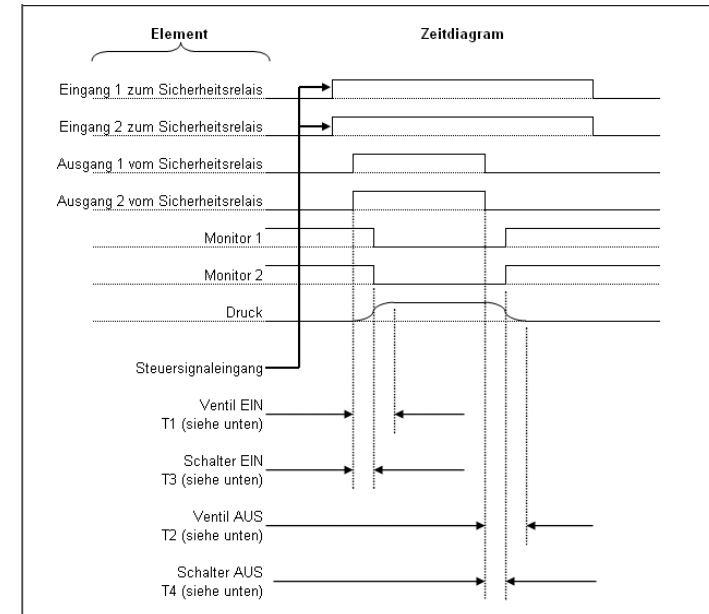 Element
Zeitdiagram
Eingang 1 zum Sicherheitsrelais
Eingang 2 zum Sicherheitsrelais
Ausgang 1 vom Sicherheitsrelais
Ausgang 2 vom Sicherheitsrelais
Monitor 1
Monitor 2
Druck
Steuersignaleingang
Ventil EIN
T1 (siehe unten)
Schalter EIN
T3 (siehe unten)
Ventil AUS
T2 (siehe unten)
Schalter AUS
T4 (siehe unten)